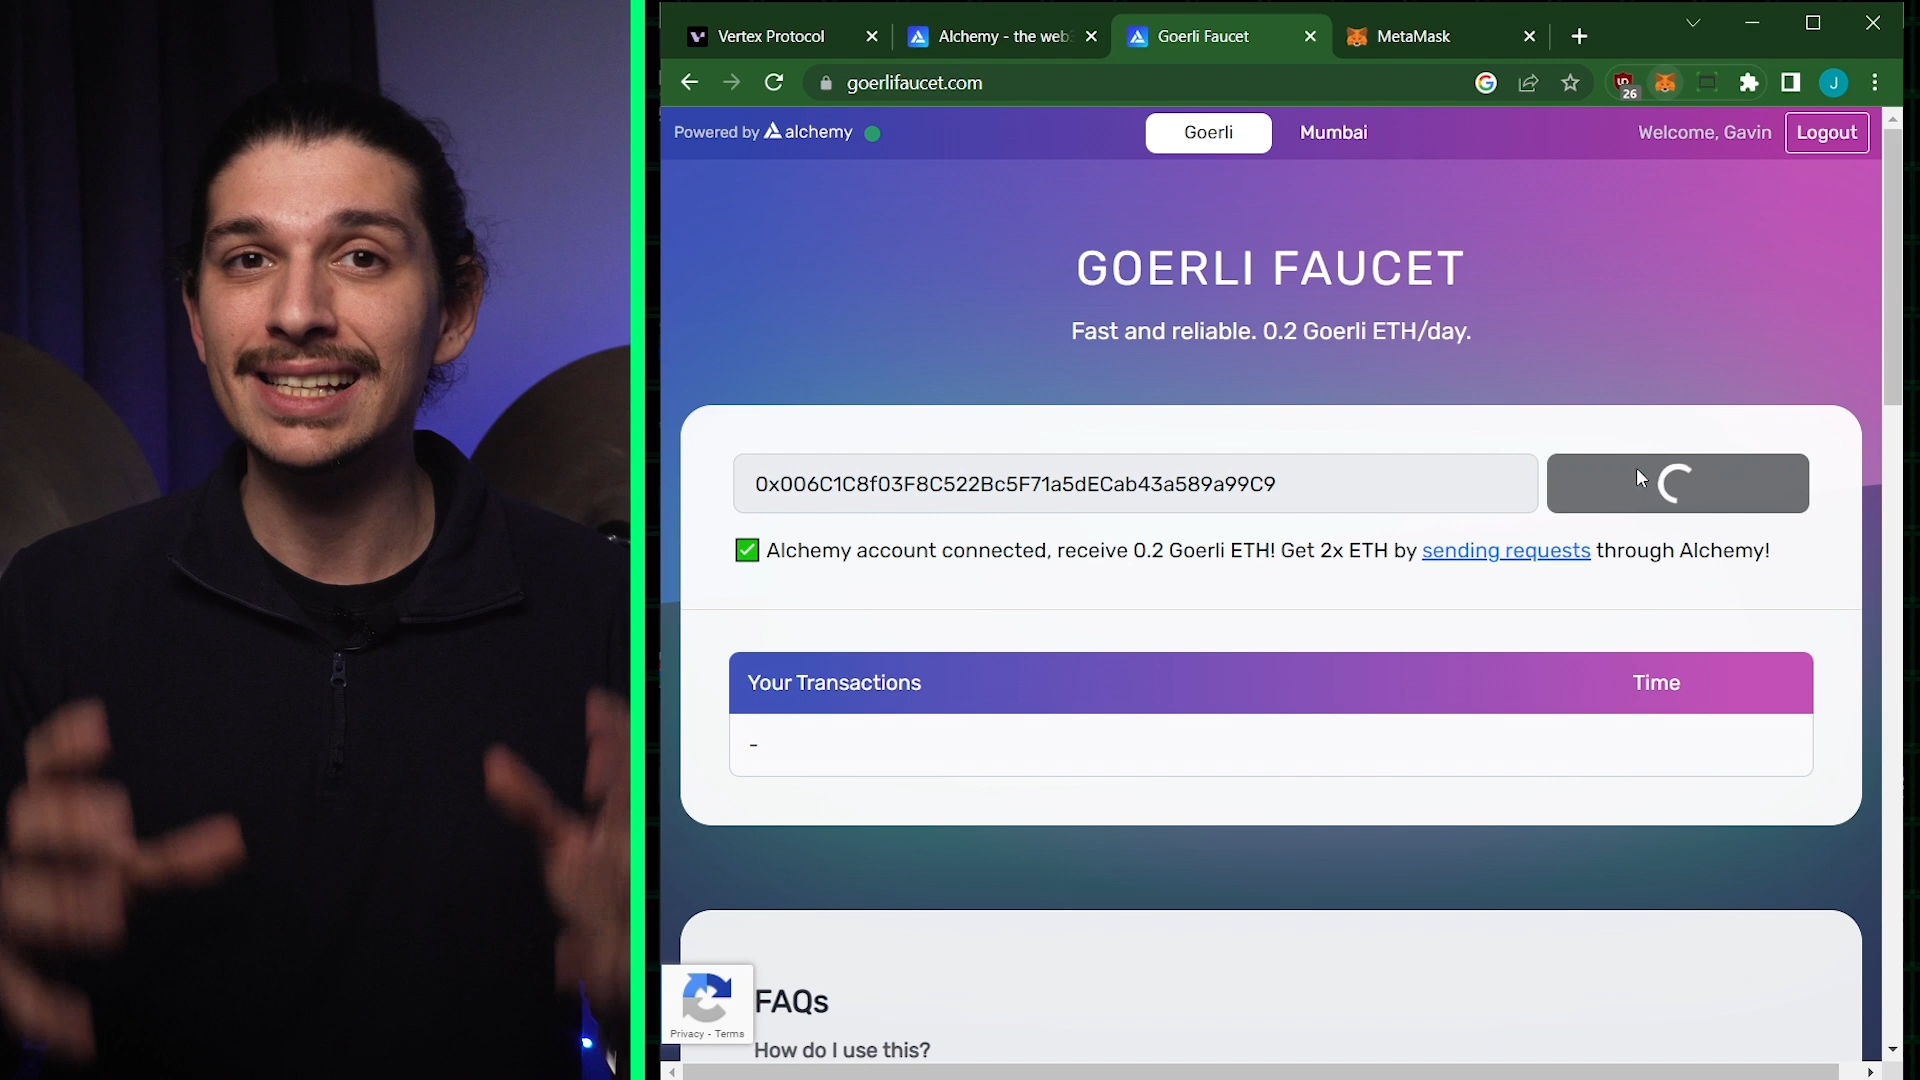 Vertex Protocol
Alchemy - the web3
Goerli Faucet
MetaMask
goerlifaucet.com
26
J
Powered by alchemy
Goerli
Mumbai
Welcome, Gavin
Logout
GOERLI FAUCET
Fast and reliable. 0.2 Goerli ETH/day.
0x006C1C8f03F8C522Bc5F71a5dECab43a589a99C9
Alchemy account connected, receive 0.2 Goerli ETH! Get 2x ETH by sending requests through Alchemy!
Your Transactions
Time
-
FAQs
Privacy - Terms
How do I use this?